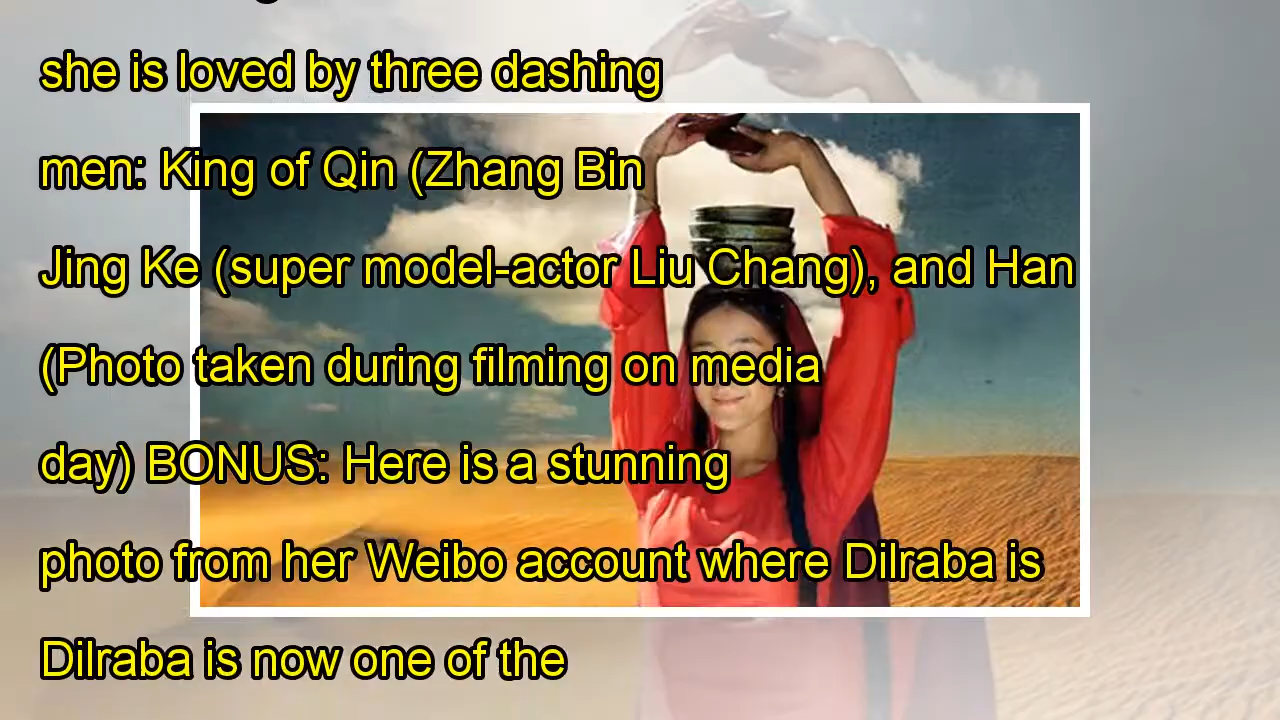 she is loved by three dashing
men: King of Qin (Zhang Bin
Jing Ke (super model-actor Liu Chang), and Han
(Photo taken during filming on media
day) BONUS: Here is a stunning
photo from her Weibo account where Dilraba is
Dilraba is now one of the